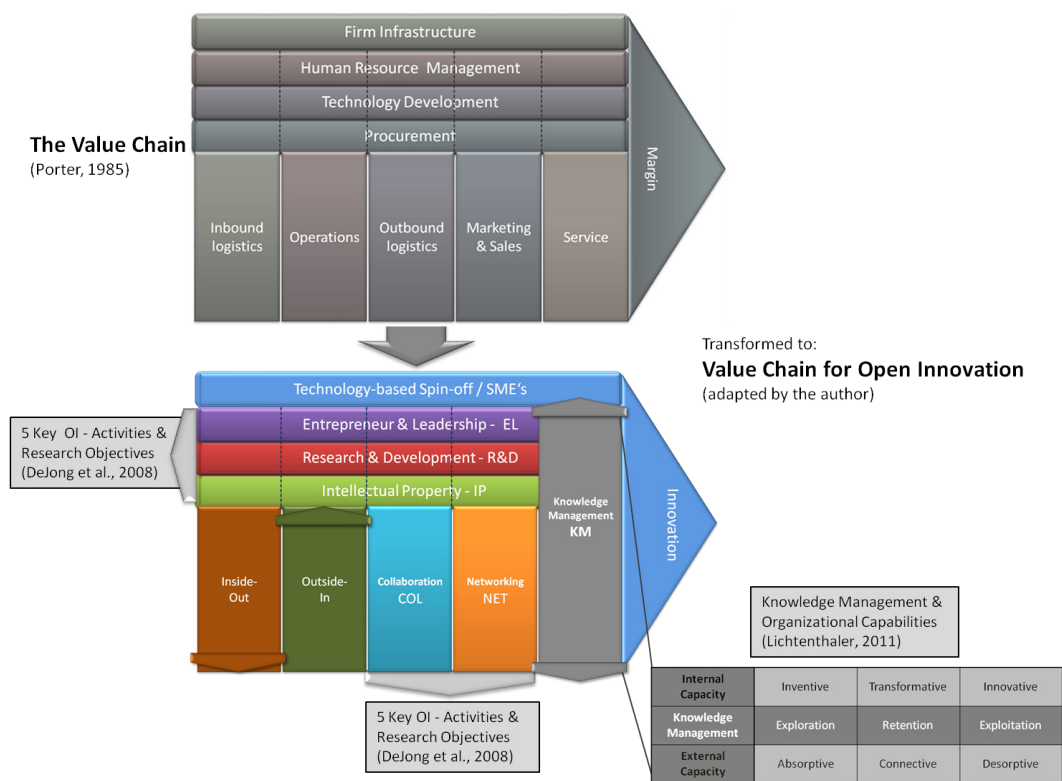 Firm Infrastructure
Human Resource Management
Technology Development
Procurement
The Value Chain
(Porter, 1985)
Margin
Inbound
logistics
Operations
Outbound
logistics
Marketing
& Sales
Service
Transformed to:
Value Chain for Open Innovation
(adapted by the author)
Technology-based Spin-off / SME's
Entrepreneur & Leadership - EL
Research & Development - R&D
Intellectual Property - IP
5 Key OI - Activities &
Research Objectives
(DeJong et al., 2008)
Knowledge
Management
KM
Innovation
Inside-
Out
Outside-
In
Collaboration
COL
Networking
NET
5 Key OI - Activities &
Research Objectives
(DeJong et al., 2008)
Knowledge Management &
Organizational Capabilities
(Lichtenthaler, 2011)
Internal
Capacity
Inventive
Transformative
Innovative
Knowledge
Management
Exploration
Retention
Exploitation
External
Capacity
Absorptive
Connective
Desorptive